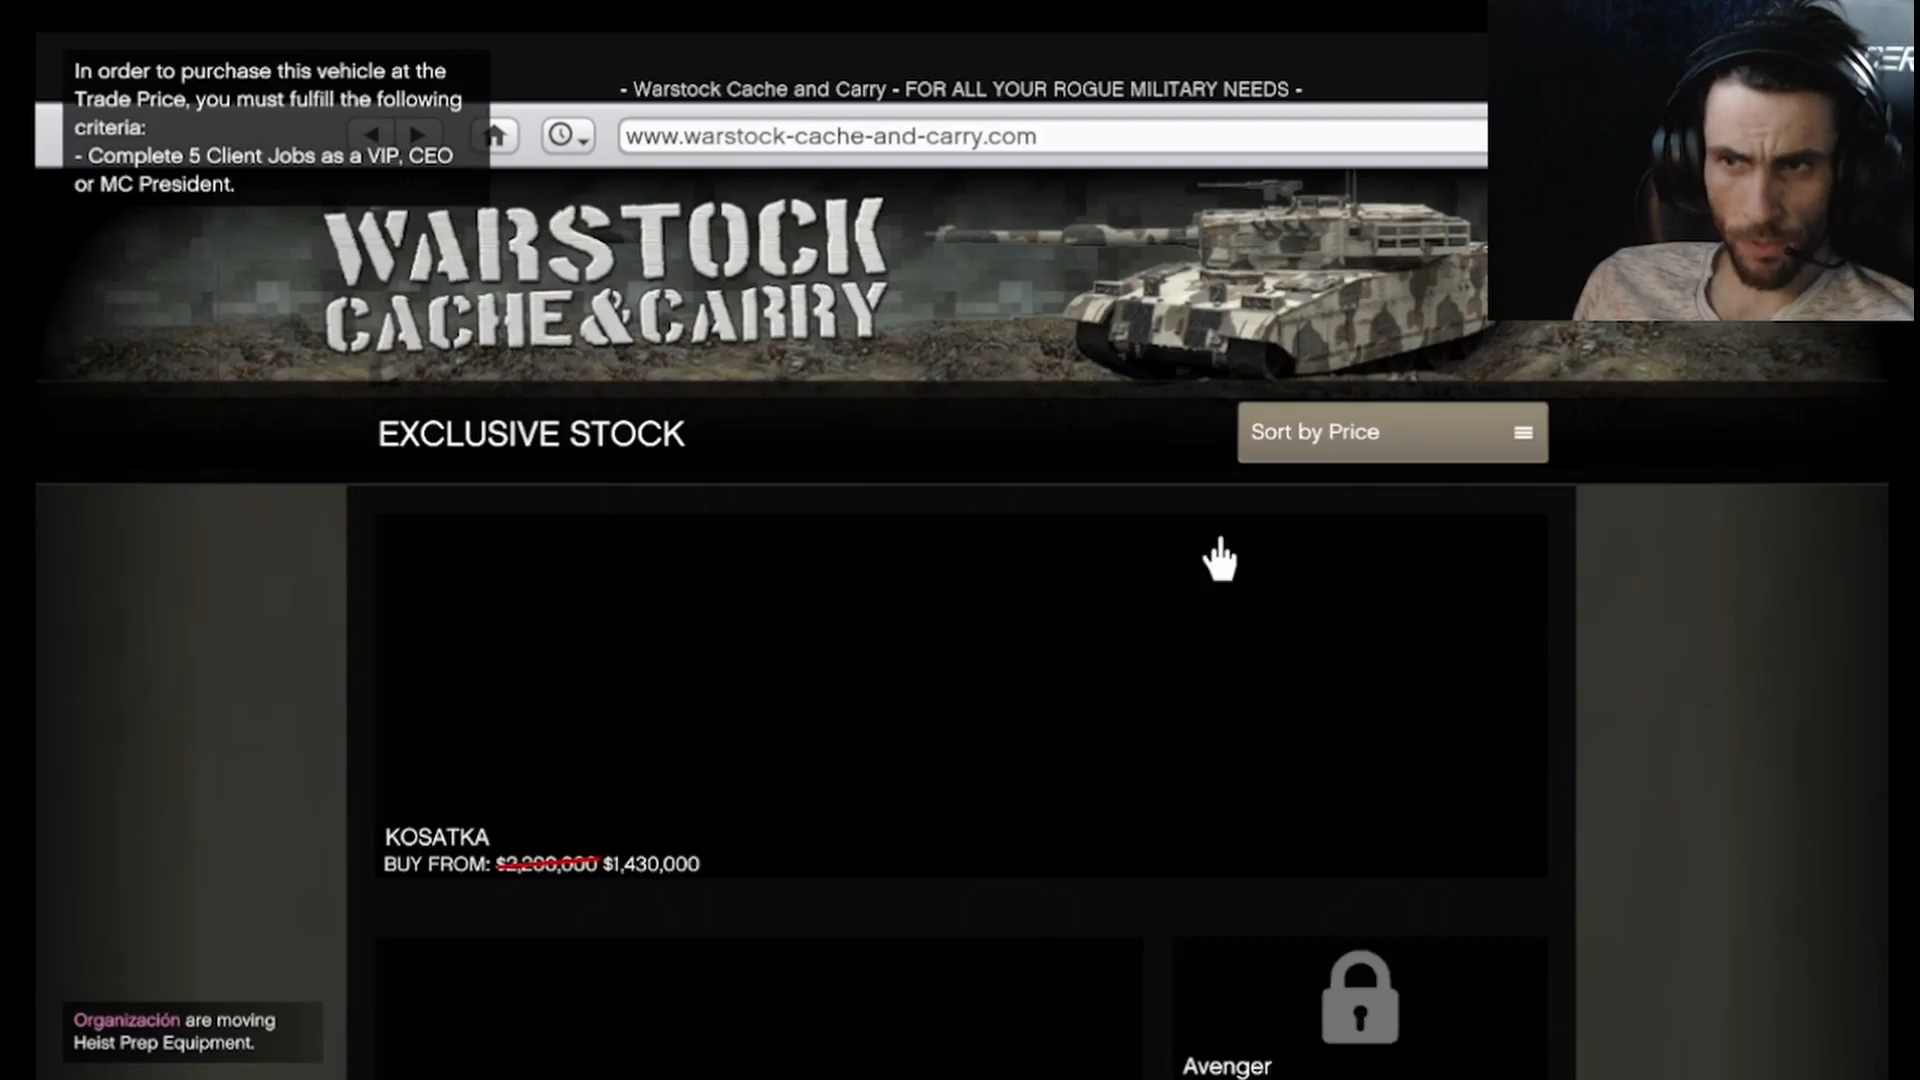 In order to purchase this vehicle at the
Trade Price, you must fulfill the following
criteria:
- Complete 5 Client Jobs as a VIP, CEO
or MC President.
- Warstock Cache and Carry - FOR ALL YOUR ROGUE MILITARY NEEDS -
www.warstock-cache-and-carry.com
WARSTOCK
CACHE&CARRY
EXCLUSIVE STOCK
Sort by Price
KOSATKA
BUY FROM: $2,200,000 $1,430,000
Organización are moving
Heist Prep Equipment.
Avenger